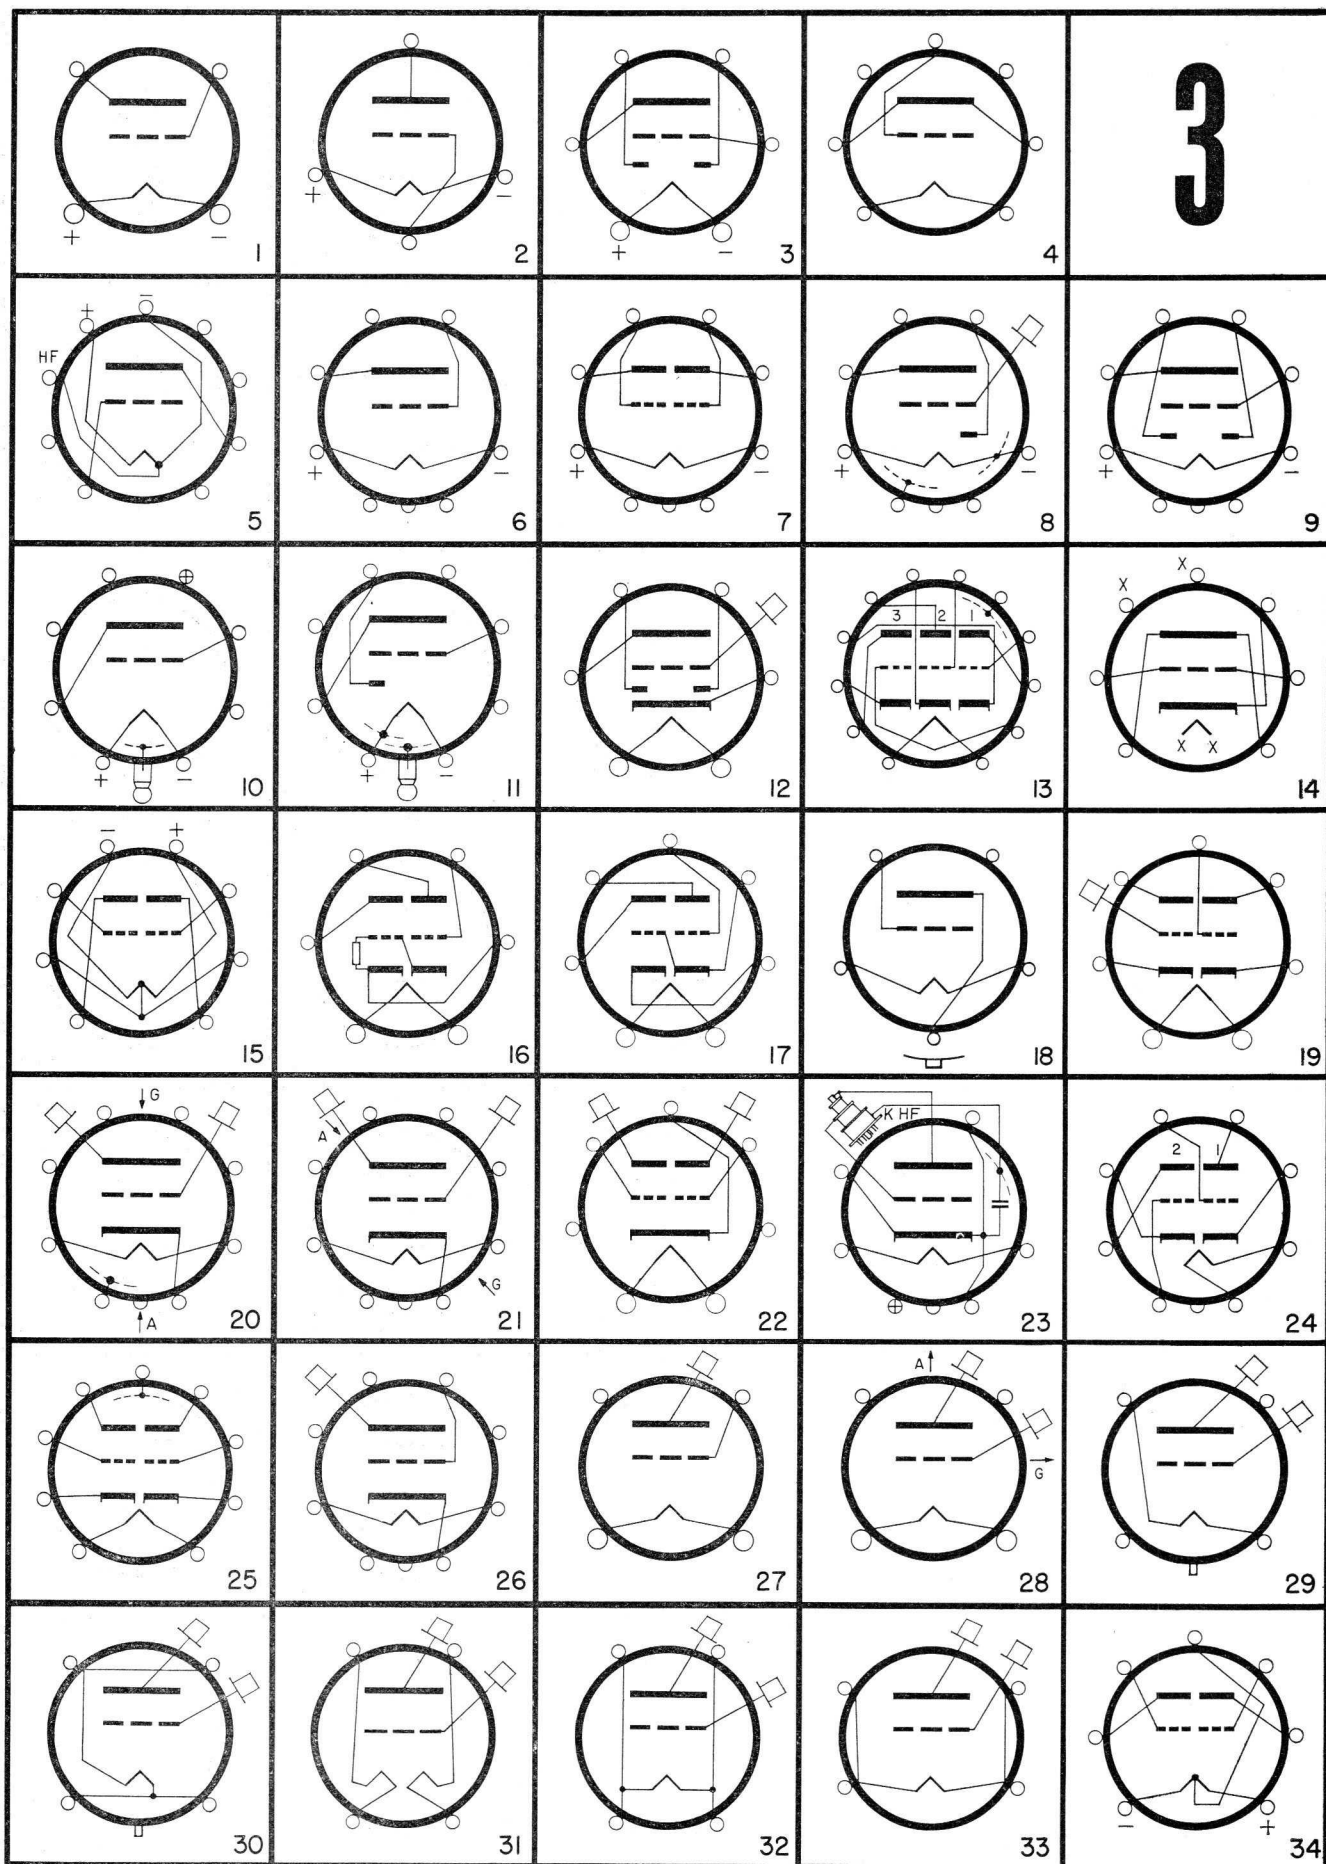 3
+ - 1
+ - 2
+ - 3
4
HF + - 5
+ - 6
+ - 7
+ - 8
+ - 9
⊕ + - 10
+ - 11
12
3 2 1 13
X X X X 14
- + 15
16
17
18
19
G A 20
A G 21
22
K HF ⊕ 23
2 1 24
25
26
27
A G 28
29
30
31
32
33
- + 34